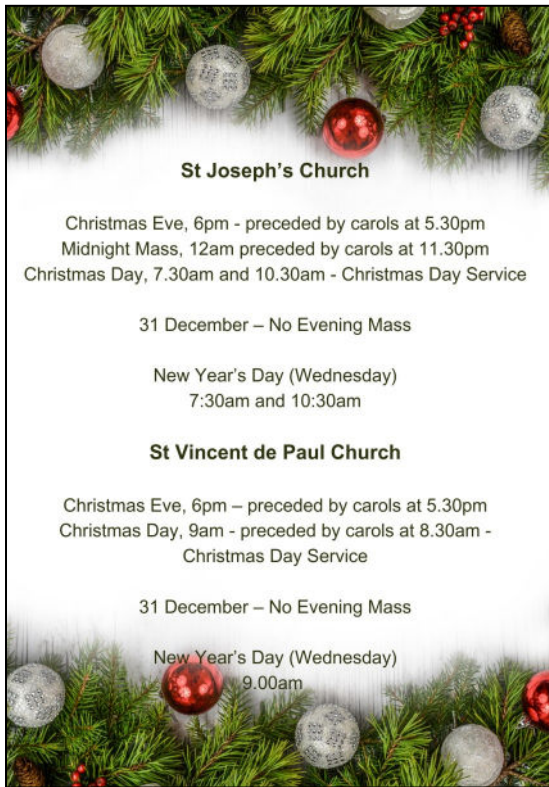 St Joseph’s Church
Christmas Eve, 6pm - preceded by carols at 5.30pm
Midnight Mass, 12am preceded by carols at 11.30pm
Christmas Day, 7.30am and 10.30am - Christmas Day Service
31 December – No Evening Mass
New Year’s Day (Wednesday)
7:30am and 10:30am
St Vincent de Paul Church
Christmas Eve, 6pm – preceded by carols at 5.30pm
Christmas Day, 9am - preceded by carols at 8.30am -
Christmas Day Service
31 December – No Evening Mass
New Year’s Day (Wednesday)
9.00am